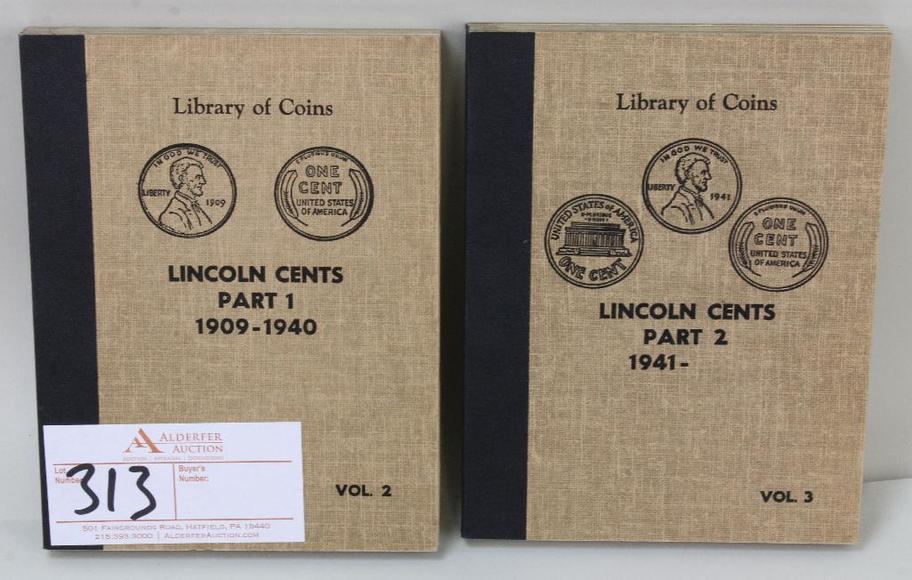 Library of Coins
IN GOD WE TRUST
LIBERTY
1909
E PLURIBUS UNUM
ONE
CENT
UNITED STATES
OF AMERICA
LINCOLN CENTS
PART 1
1909-1940
VOL. 2
ALDERFER
AUCTION
AUCTION | APPRAISAL | DOWNSIZING
Lot
Number:
313
Buyer's
Number:
501 FAIRGROUNDS ROAD, HATFIELD, PA 19440
215.393.3000 | ALDERFERAUCTION.COM
Library of Coins
IN GOD WE TRUST
LIBERTY
1941
UNITED STATES OF AMERICA
E·PLURIBUS
·UNUM·
ONE CENT
E PLURIBUS UNUM
ONE
CENT
UNITED STATES
OF AMERICA
LINCOLN CENTS
PART 2
1941-
VOL. 3